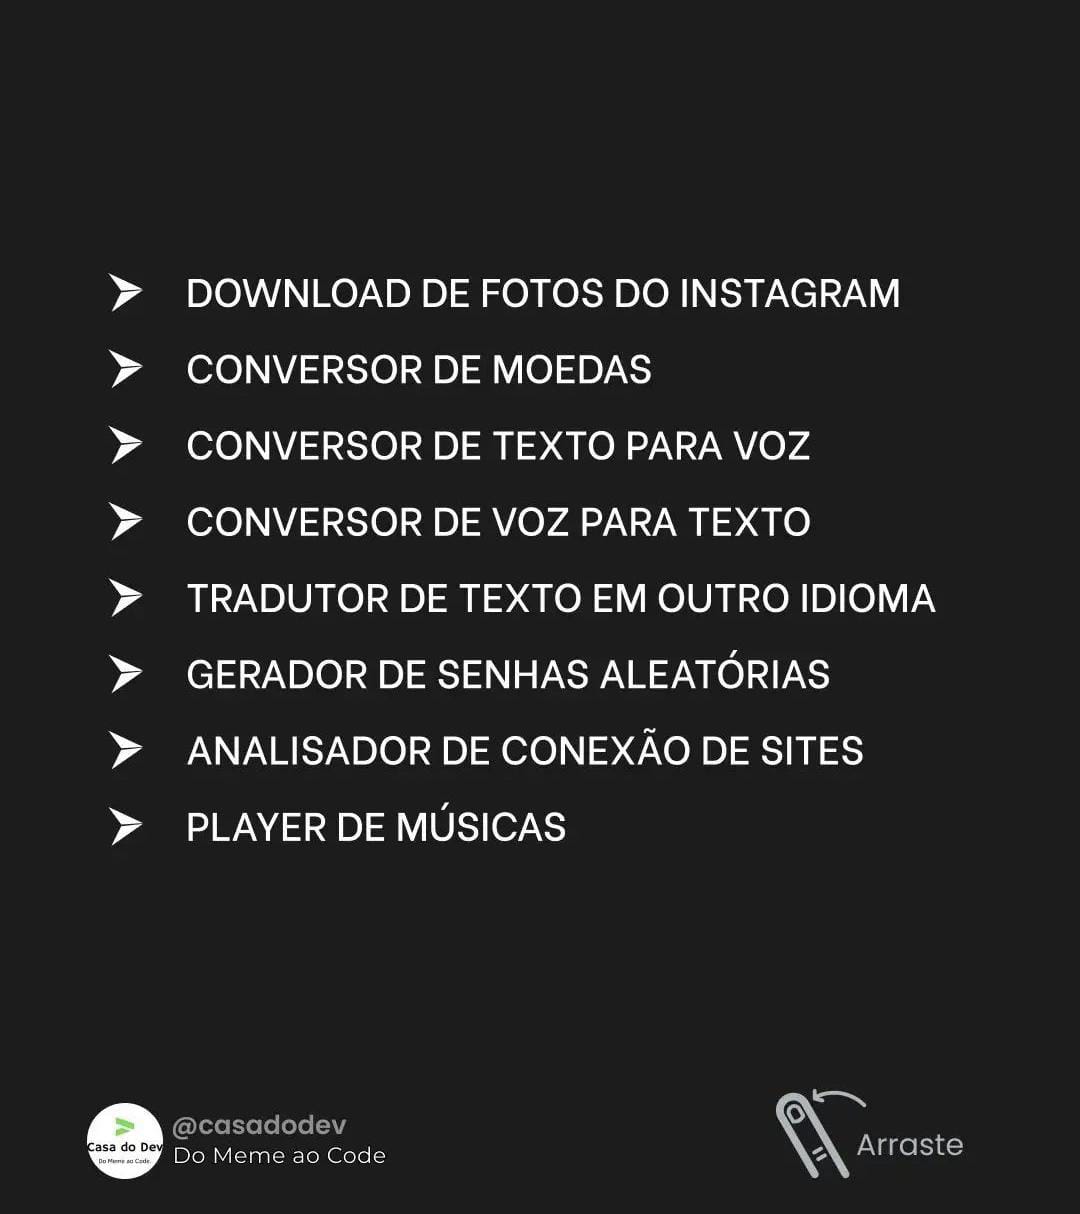 DOWNLOAD DE FOTOS DO INSTAGRAM
CONVERSOR DE MOEDAS
CONVERSOR DE TEXTO PARA VOZ
CONVERSOR DE VOZ PARA TEXTO
TRADUTOR DE TEXTO EM OUTRO IDIOMA
GERADOR DE SENHAS ALEATÓRIAS
ANALISADOR DE CONEXÃO DE SITES
PLAYER DE MÚSICAS
Casa do Dev
Do Meme ao Code.
@casadodev
Do Meme ao Code
Arraste